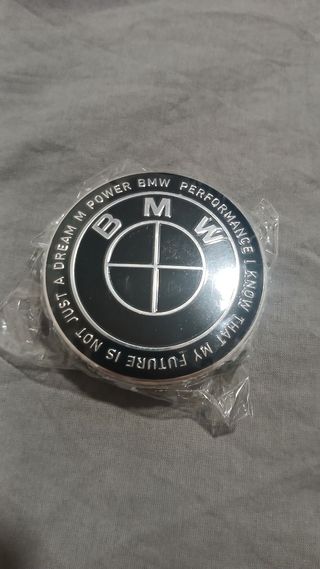 BMW
M POWER BMW PERFORMANCE I KNOW THAT MY FUTURE IS NOT JUST A DREAM